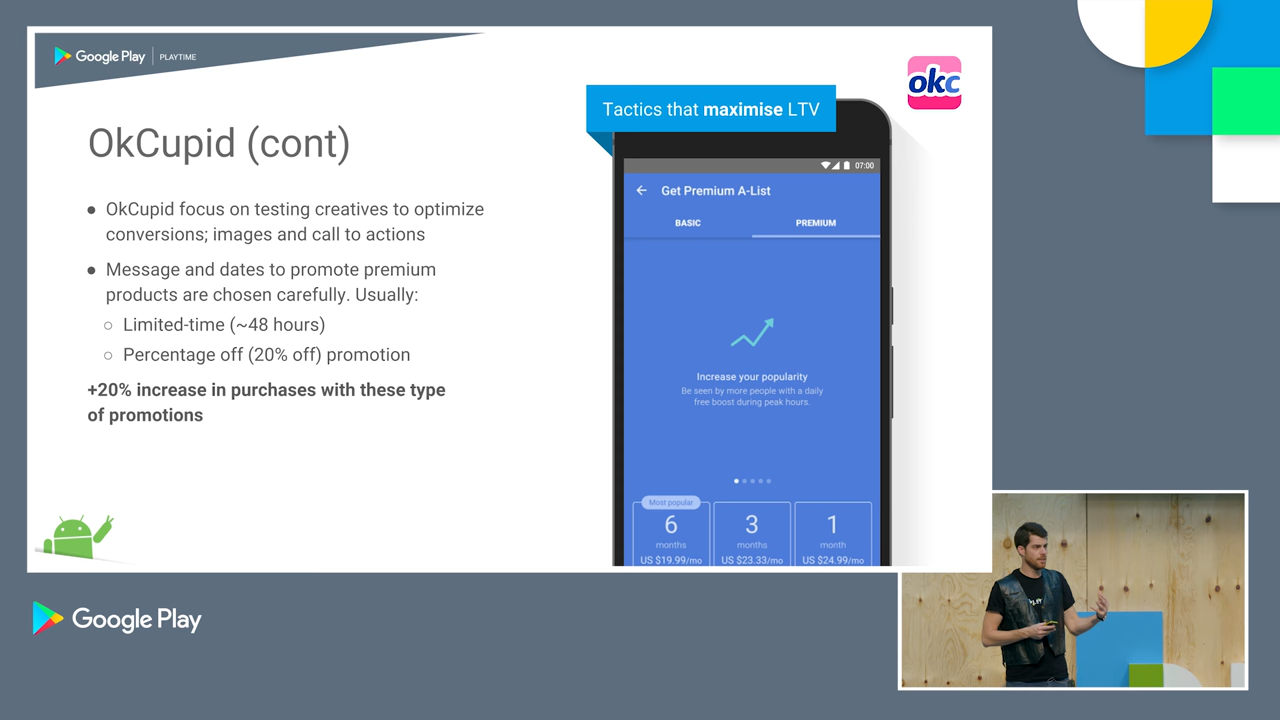 Google Play | PLAYTIME
okc
Tactics that maximise LTV
OkCupid (cont)
● OkCupid focus on testing creatives to optimize
conversions; images and call to actions
● Message and dates to promote premium
products are chosen carefully. Usually:
○ Limited-time (~48 hours)
○ Percentage off (20% off) promotion
+20% increase in purchases with these type
of promotions
07:00
Get Premium A-List
BASIC PREMIUM
Increase your popularity
Be seen by more people with a daily
free boost during peak hours.
Most popular
6 3 1
months months month
US $19.99/mo US $23.33/mo US $24.99/mo
Google Play